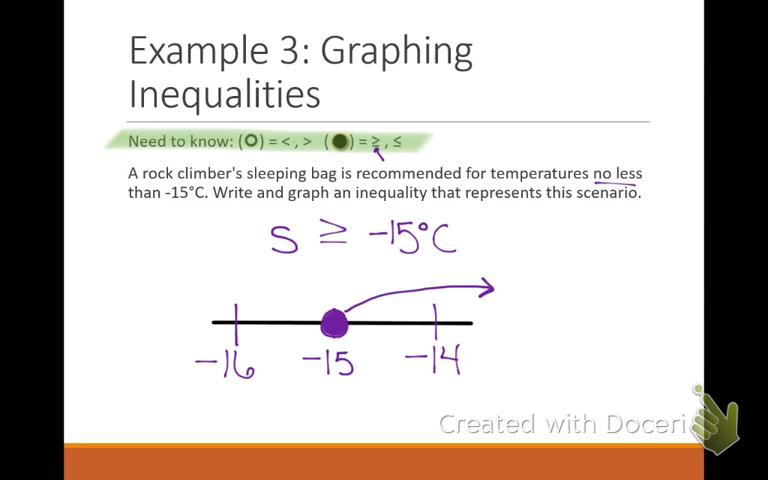 Example 3: Graphing
Inequalities
Need to know: (○) = < , > (●) = ≥ , ≤
A rock climber's sleeping bag is recommended for temperatures no less
than -15°C. Write and graph an inequality that represents this scenario.
S ≥ -15°C
-16 -15 -14
Created with Doceri